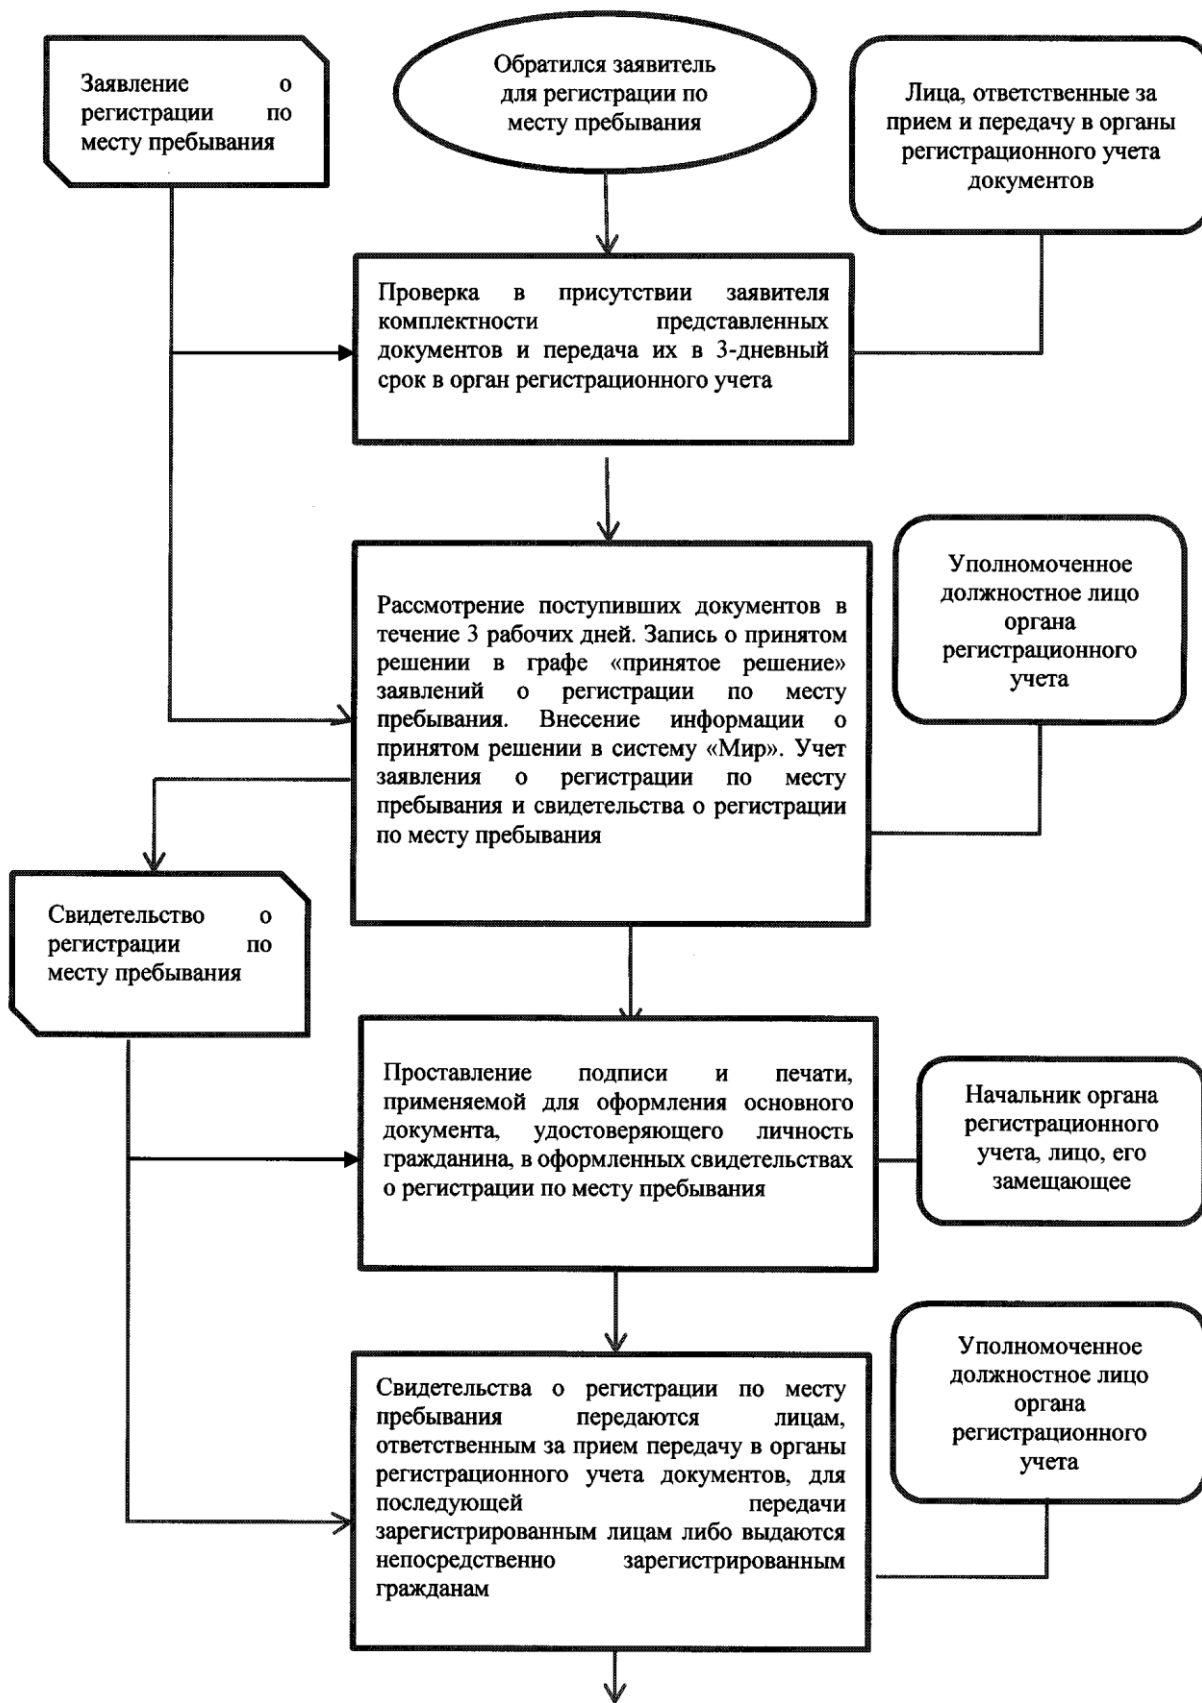 Заявление о
регистрации по
месту пребывания
Обратился заявитель
для регистрации по
месту пребывания
Лица, ответственные за
прием и передачу в органы
регистрационного учета
документов
Проверка в присутствии заявителя
комплектности представленных
документов и передача их в 3-дневный
срок в орган регистрационного учета
Рассмотрение поступивших документов в
течение 3 рабочих дней. Запись о принятом
решении в графе «принятое решение»
заявлений о регистрации по месту
пребывания. Внесение информации о
принятом решении в систему «Мир». Учет
заявления о регистрации по месту
пребывания и свидетельства о регистрации
по месту пребывания
Уполномоченное
должностное лицо
органа
регистрационного
учета
Свидетельство о
регистрации по
месту пребывания
Проставление подписи и печати,
применяемой для оформления основного
документа, удостоверяющего личность
гражданина, в оформленных свидетельствах
о регистрации по месту пребывания
Начальник органа
регистрационного
учета, лицо, его
замещающее
Свидетельства о регистрации по месту
пребывания передаются лицам,
ответственным за прием передачу в органы
регистрационного учета документов, для
последующей передачи
зарегистрированным лицам либо выдаются
непосредственно зарегистрированным
гражданам
Уполномоченное
должностное лицо
органа
регистрационного
учета